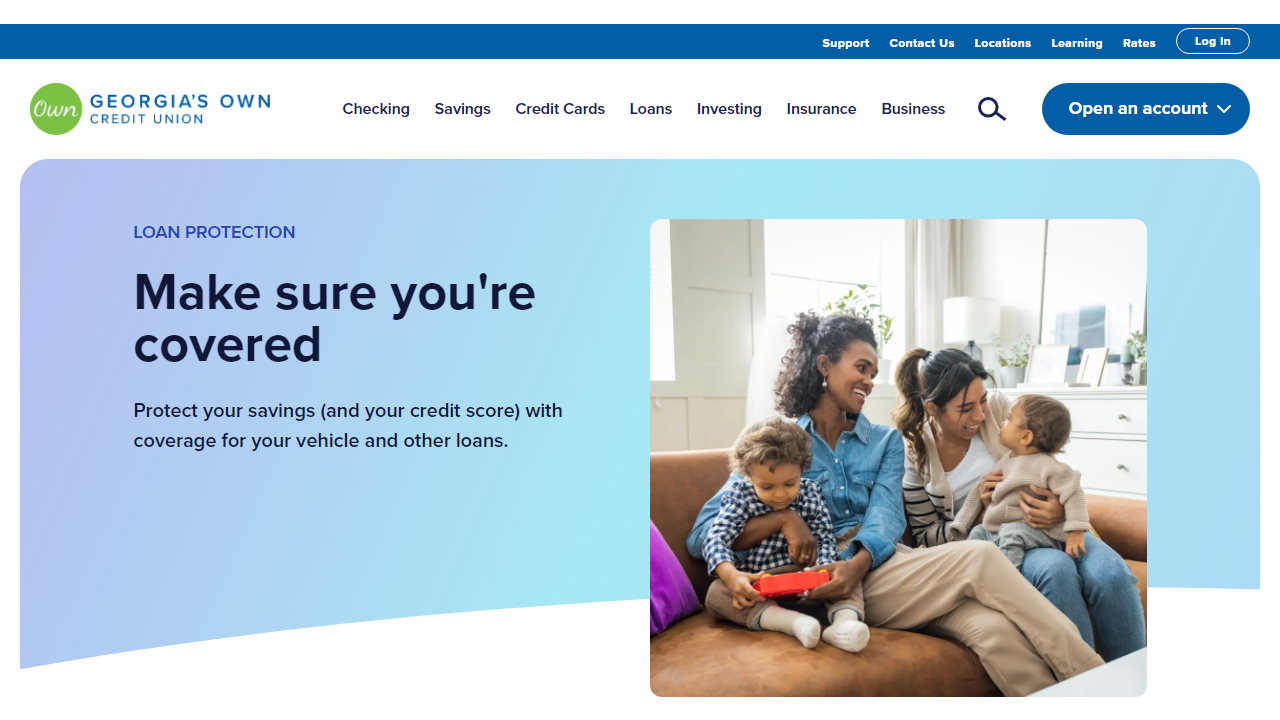 Support Contact Us Locations Learning Rates Log In
Own GEORGIA'S OWN
CREDIT UNION
Checking Savings Credit Cards Loans Investing Insurance Business Open an account
LOAN PROTECTION
Make sure you're
covered
Protect your savings (and your credit score) with
coverage for your vehicle and other loans.